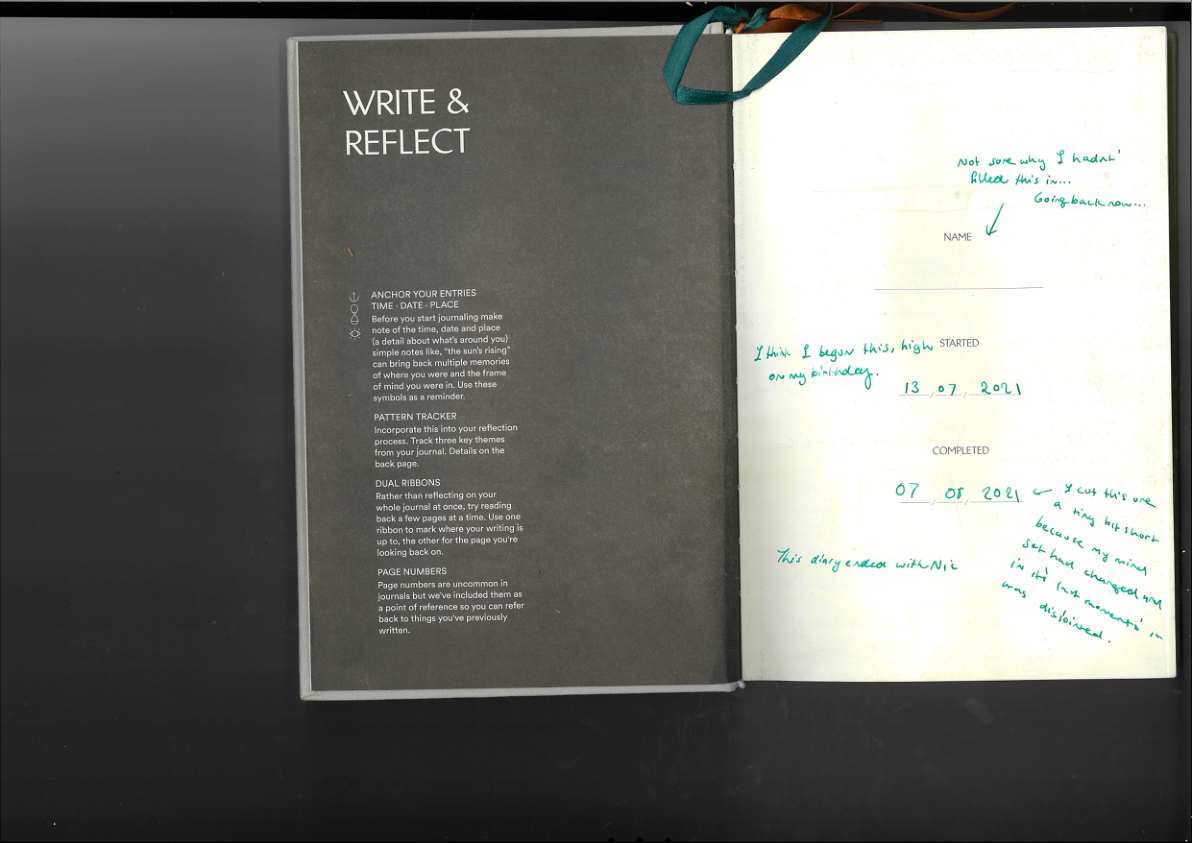 WRITE &
REFLECT
ANCHOR YOUR ENTRIES
TIME - DATE - PLACE
Before you start journaling make
note of the time, date and place
(a detail about what's around you)
simple notes like, "the sun's rising"
can bring back multiple memories
of where you were and the frame
of mind you were in. Use these
symbols as a reminder.
PATTERN TRACKER
Incorporate this into your reflection
process. Track three key themes
from your journal. Details on the
back page.
DUAL RIBBONS
Rather than reflecting on your
whole journal at once, try reading
back a few pages at a time. Use one
ribbon to mark where your writing is
up to, the other for the page you're
looking back on.
PAGE NUMBERS
Page numbers are uncommon in
journals but we've included them as
a point of reference so you can refer
back to things you've previously
written.
Not sure why I hadnt'
filled this in...
Going back now...
NAME
I think I begun this, high
on my birthday.
STARTED
13, 07, 2021
COMPLETED
07, 08, 2021
I cut this one
a tiny bit short
because my mind
set had changed and
in it's last moments' it
was disjointed.
This diary ended with Nic